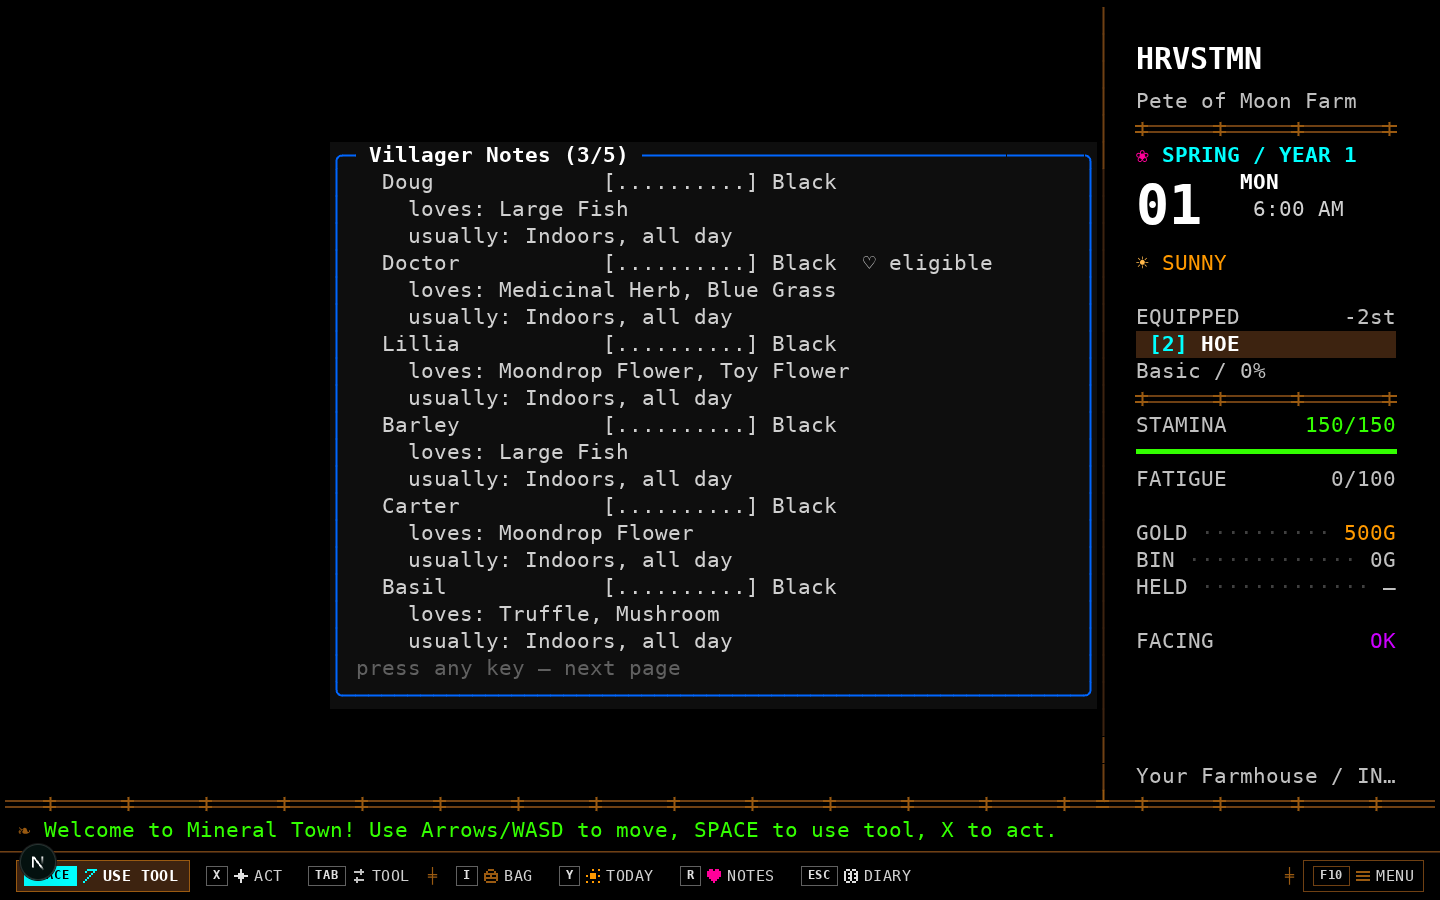 Villager Notes (3/5)
Doug [..........] Black
loves: Large Fish
usually: Indoors, all day
Doctor [..........] Black ♡ eligible
loves: Medicinal Herb, Blue Grass
usually: Indoors, all day
Lillia [..........] Black
loves: Moondrop Flower, Toy Flower
usually: Indoors, all day
Barley [..........] Black
loves: Large Fish
usually: Indoors, all day
Carter [..........] Black
loves: Moondrop Flower
usually: Indoors, all day
Basil [..........] Black
loves: Truffle, Mushroom
usually: Indoors, all day
press any key — next page
HRVSTMN
Pete of Moon Farm
❀ SPRING / YEAR 1
01 MON
6:00 AM
☀ SUNNY
EQUIPPED -2st
[2] HOE
Basic / 0%
STAMINA 150/150
FATIGUE 0/100
GOLD ·········· 500G
BIN ············· 0G
HELD ············· —
FACING OK
Your Farmhouse / IN…
❧ Welcome to Mineral Town! Use Arrows/WASD to move, SPACE to use tool, X to act.
N
USE TOOL
X ACT
TAB TOOL
I BAG
Y TODAY
R NOTES
ESC DIARY
F10 MENU